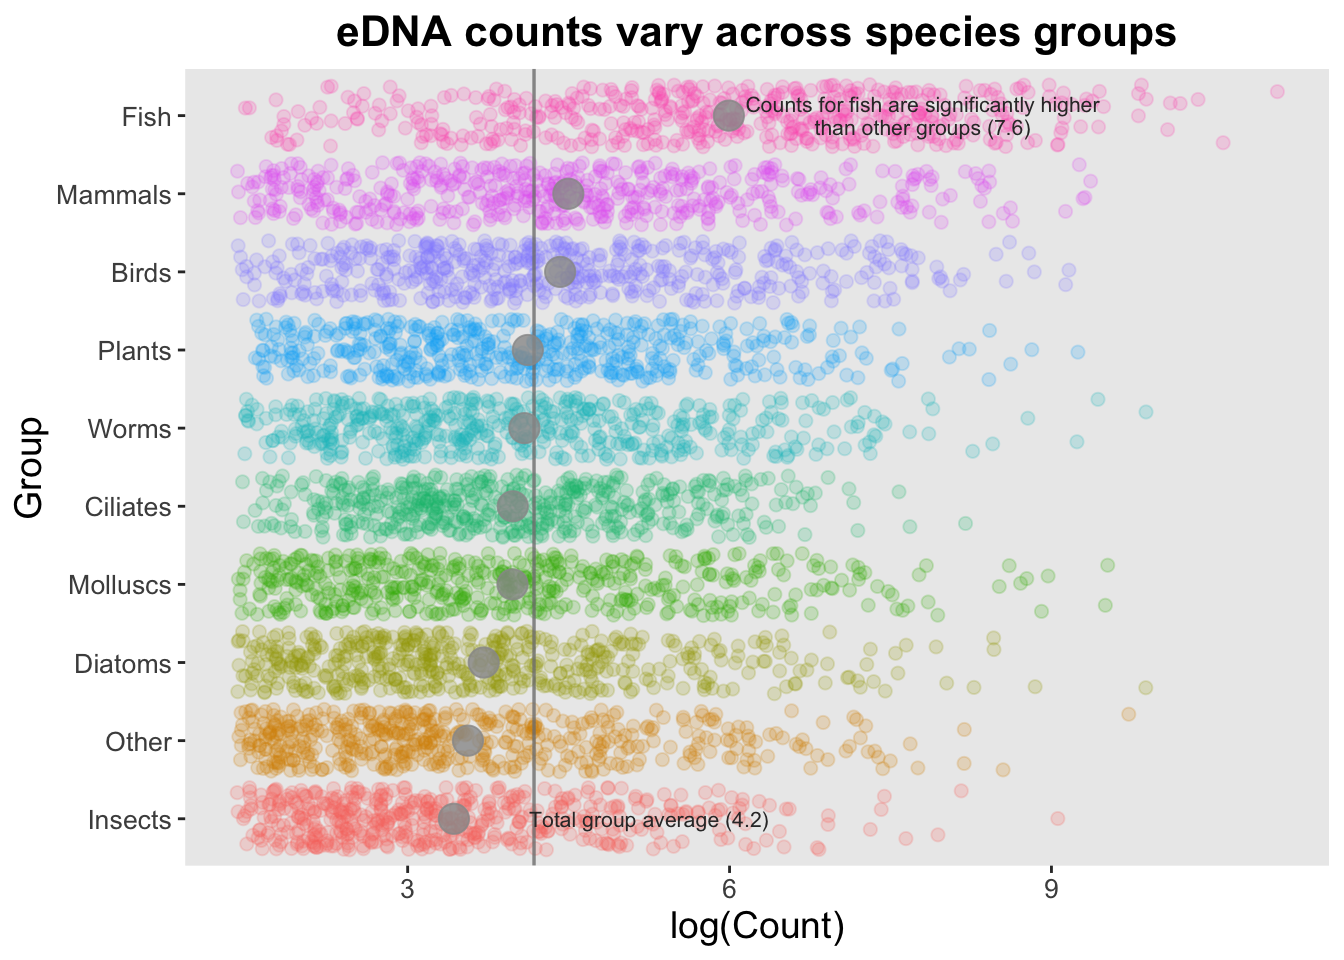 eDNA counts vary across species groups
Group
Fish
Mammals
Birds
Plants
Worms
Ciliates
Molluscs
Diatoms
Other
Insects
Counts for fish are significantly higher
than other groups (7.6)
Total group average (4.2)
3
6
9
log(Count)